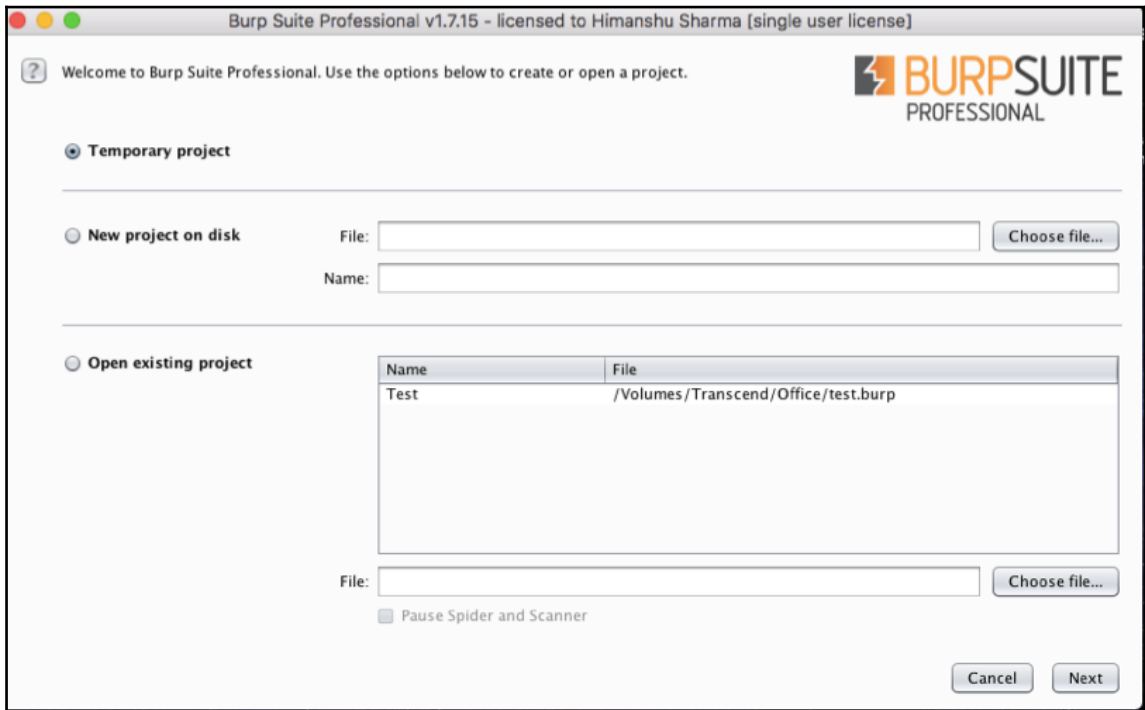 Burp Suite Professional v1.7.15 - licensed to Himanshu Sharma [single user license]
? Welcome to Burp Suite Professional. Use the options below to create or open a project.
BURPSUITE
PROFESSIONAL
Temporary project
New project on disk File: Choose file...
Name:
Open existing project
Name File
Test /Volumes/Transcend/Office/test.burp
File: Choose file...
Pause Spider and Scanner
Cancel Next